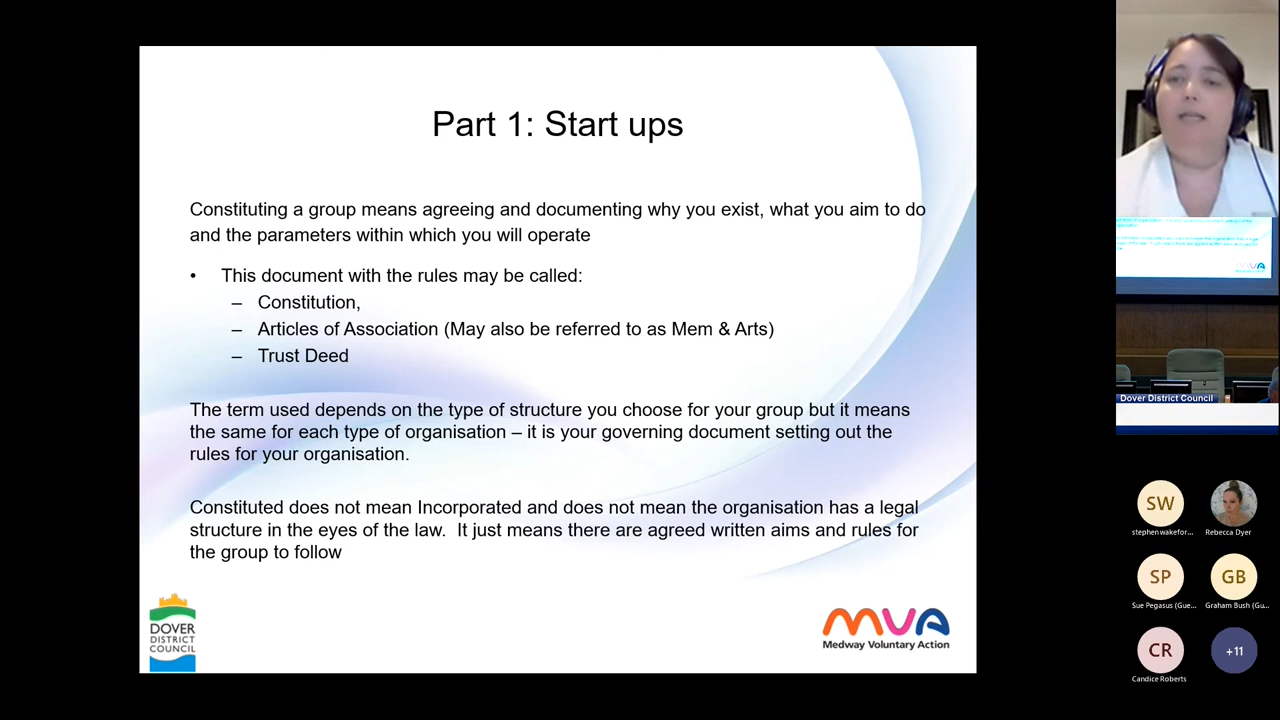 Part 1: Start ups
Constituting a group means agreeing and documenting why you exist, what you aim to do
and the parameters within which you will operate
• This document with the rules may be called:
– Constitution,
– Articles of Association (May also be referred to as Mem & Arts)
– Trust Deed
The term used depends on the type of structure you choose for your group but it means
the same for each type of organisation – it is your governing document setting out the
rules for your organisation.
Constituted does not mean Incorporated and does not mean the organisation has a legal
structure in the eyes of the law.  It just means there are agreed written aims and rules for
the group to follow
DOVER
DISTRICT
COUNCIL
mva
Medway Voluntary Action
mva
Dover District Council
SW
stephen wakefor...
Rebecca Dyer
SP
GB
Sue Pegasus (Gue...
Graham Bush (Gu...
CR
+11
Candice Roberts